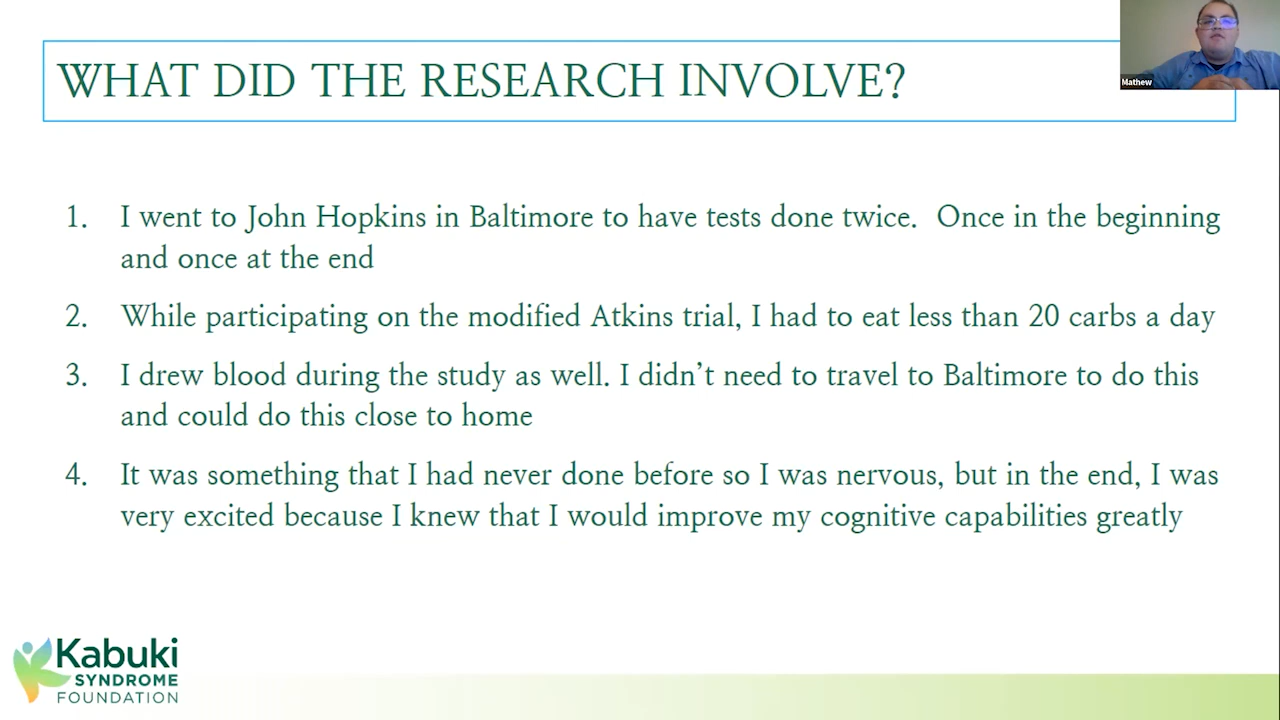 WHAT DID THE RESEARCH INVOLVE?
Mathew
1. I went to John Hopkins in Baltimore to have tests done twice.  Once in the beginning
and once at the end
2. While participating on the modified Atkins trial, I had to eat less than 20 carbs a day
3. I drew blood during the study as well. I didn’t need to travel to Baltimore to do this
and could do this close to home
4. It was something that I had never done before so I was nervous, but in the end, I was
very excited because I knew that I would improve my cognitive capabilities greatly
Kabuki
SYNDROME
FOUNDATION